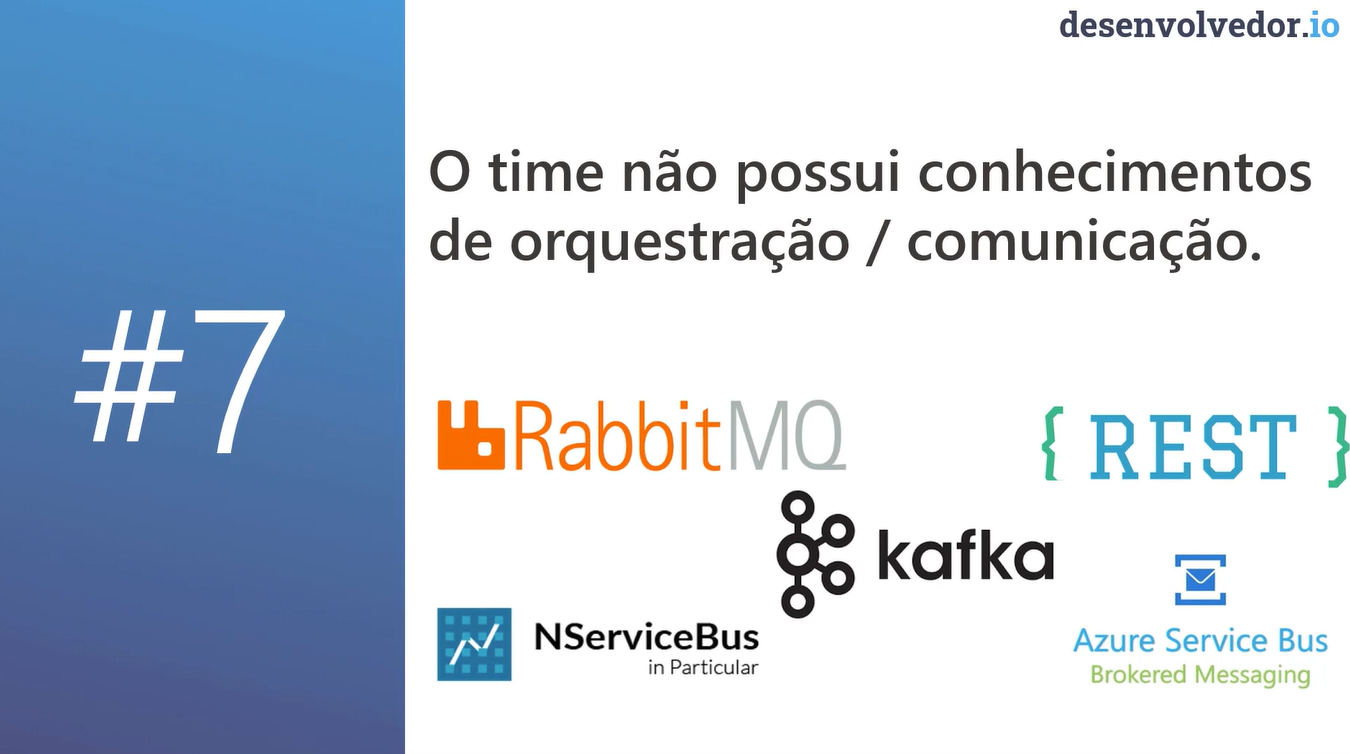 desenvolvedor.io
#7
O time não possui conhecimentos
de orquestração / comunicação.
RabbitMQ
{ REST }
kafka
NServiceBus
in Particular
Azure Service Bus
Brokered Messaging